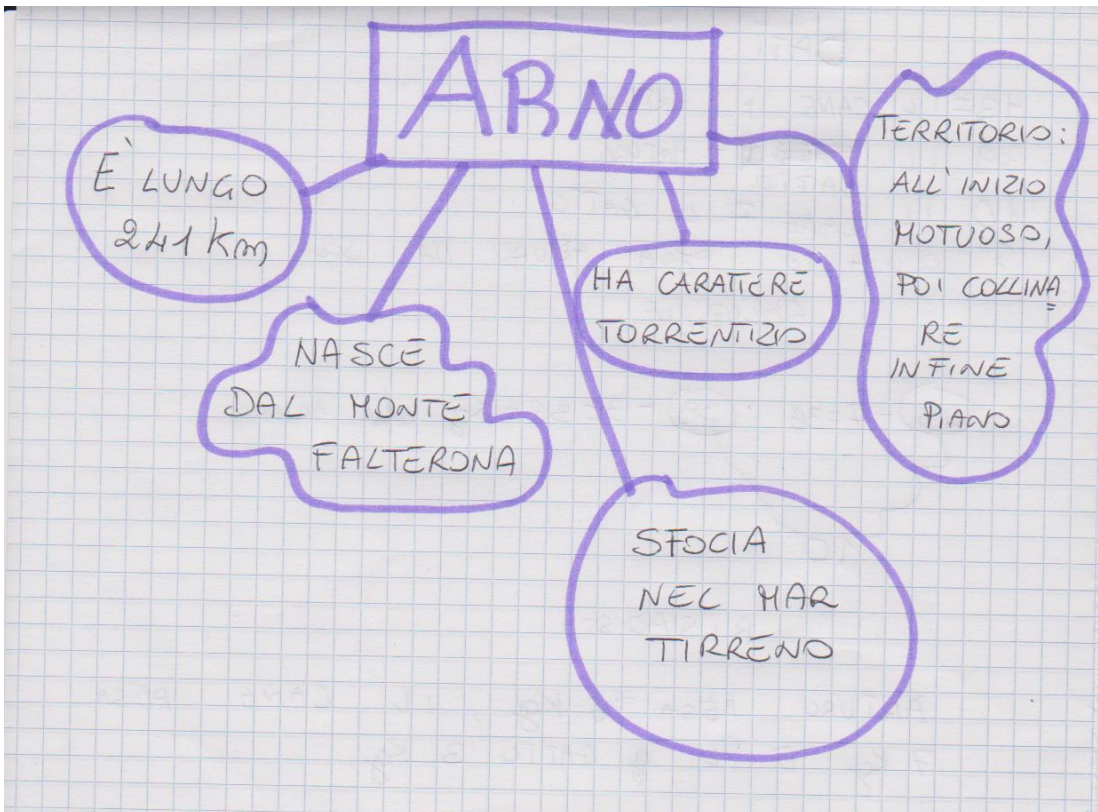 ARNO
È LUNGO
241 Km
NASCE
DAL MONTE
FALTERONA
SFOCIA
NEL MAR
TIRRENO
HA CARATTERE
TORRENTIZIO
TERRITORIO:
ALL'INIZIO
MOTUOSO,
POI COLLINA=
RE
INFINE
PIANO